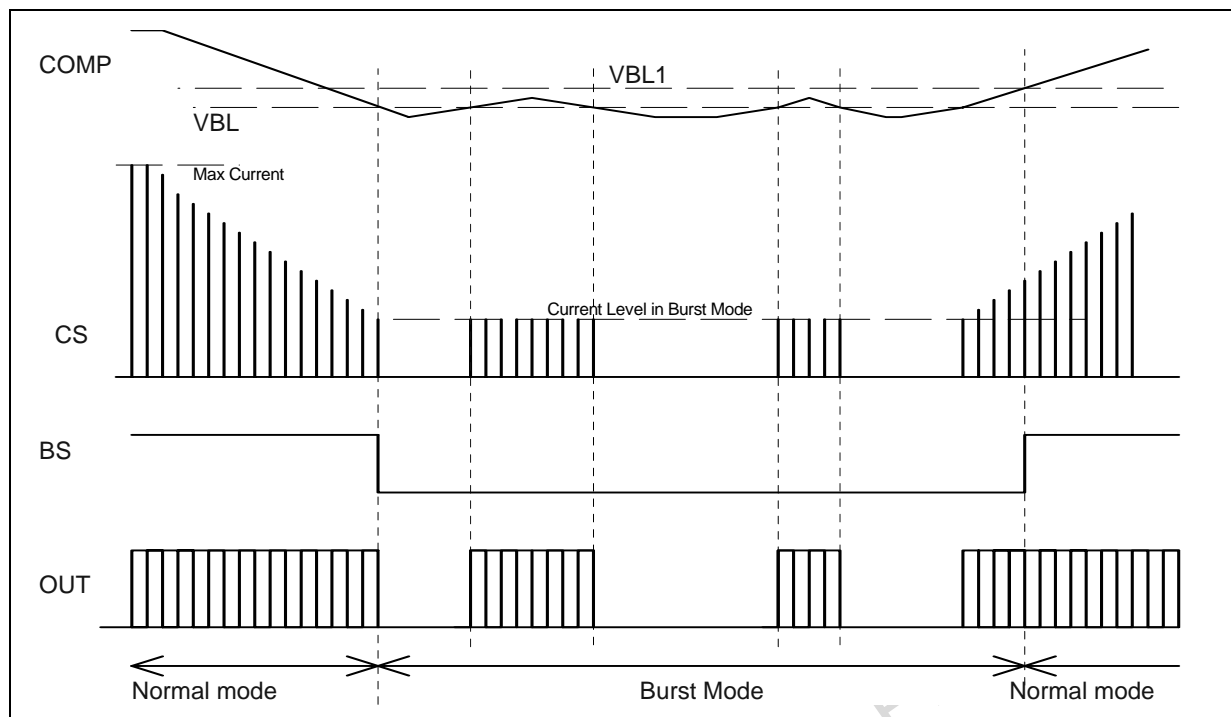 COMP
VBL1
VBL
Max Current
Current Level in Burst Mode
CS
BS
OUT
Normal mode
Burst Mode
Normal mode